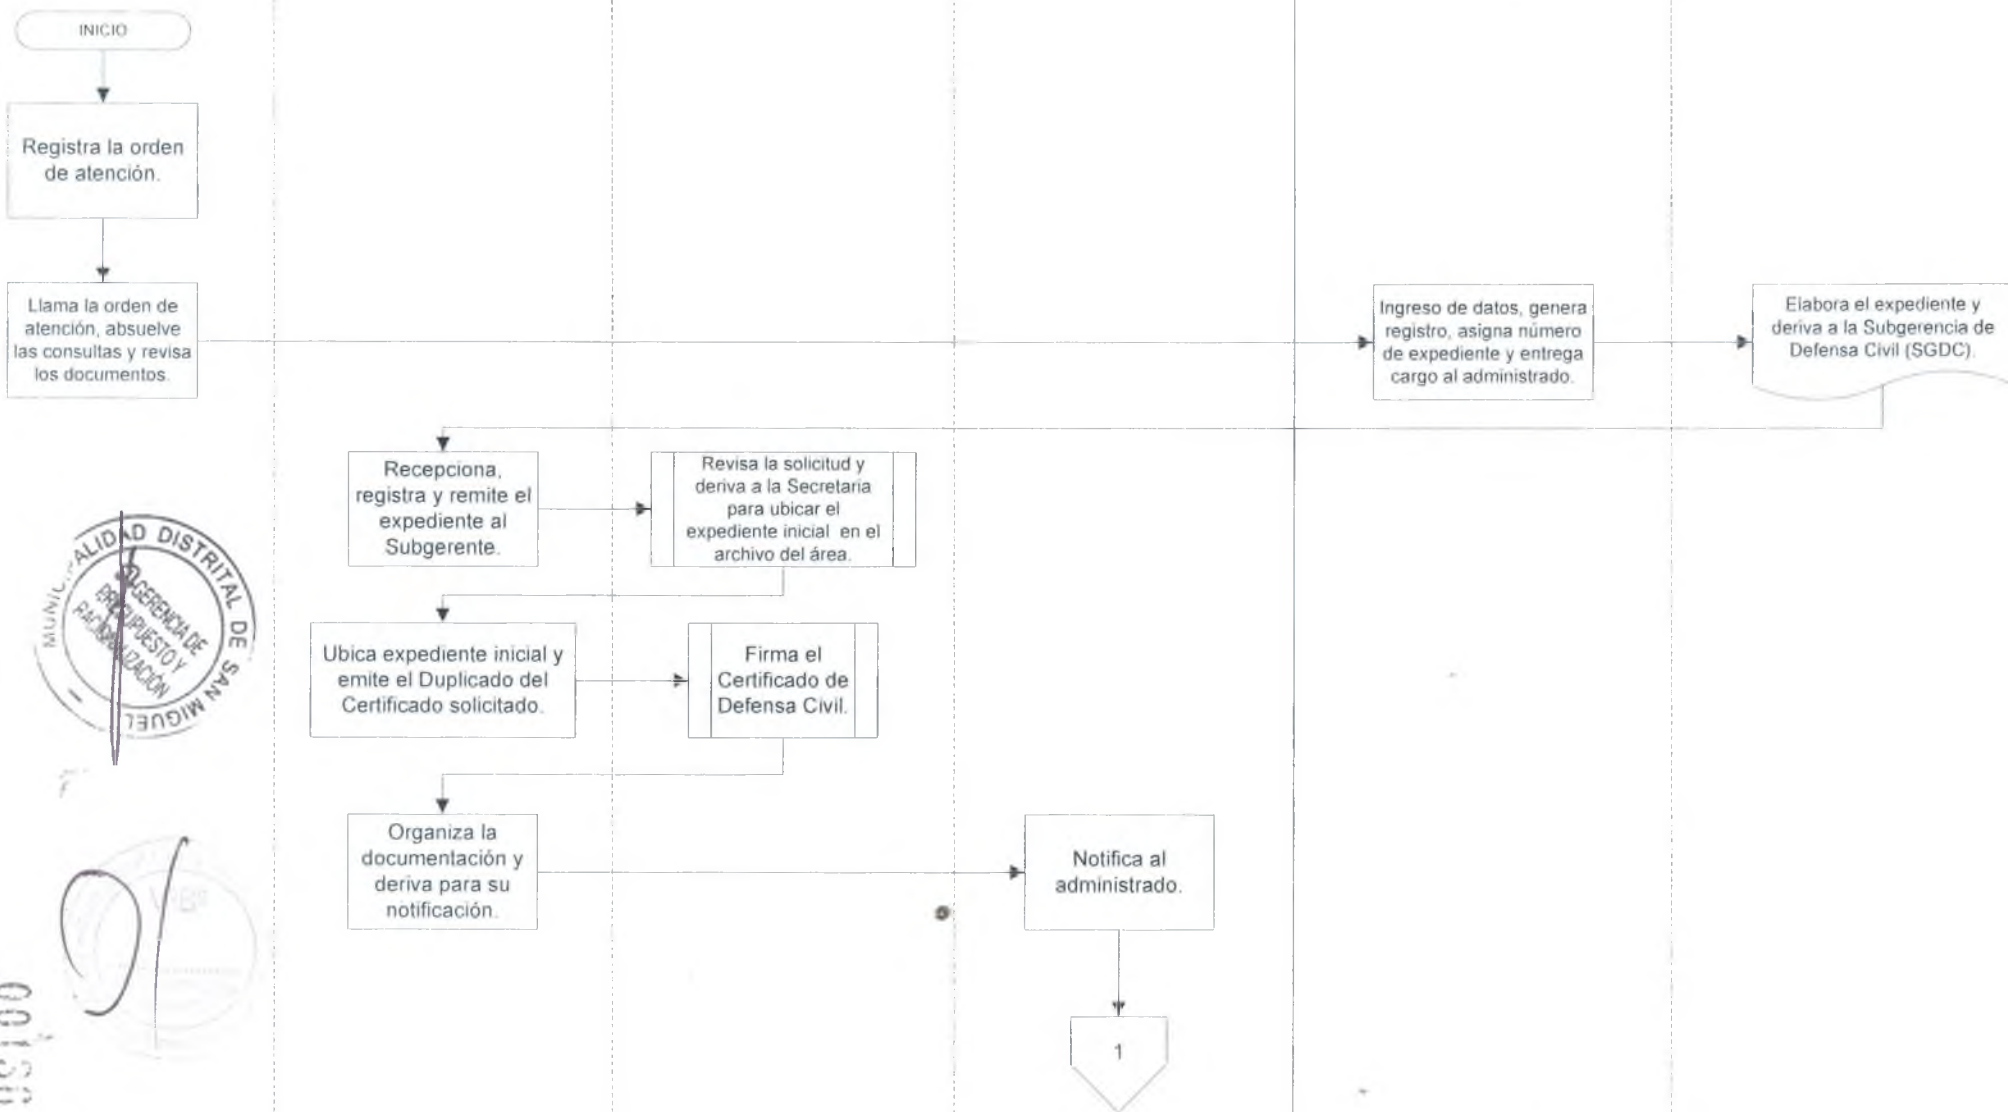 INICIO
Registra la orden
de atención.
Llama la orden de
atención, absuelve
las consultas y revisa
los documentos.
Ingreso de datos, genera
registro, asigna número
de expediente y entrega
cargo al administrado.
Elabora el expediente y
deriva a la Subgerencia de
Defensa Civil (SGDC).
Recepciona,
registra y remite el
expediente al
Subgerente.
Revisa la solicitud y
deriva a la Secretaria
para ubicar el
expediente inicial en el
archivo del área.
Ubica expediente inicial y
emite el Duplicado del
Certificado solicitado.
Firma el
Certificado de
Defensa Civil.
Organiza la
documentación y
deriva para su
notificación.
Notifica al
administrado.
1
DISTRITAL DE SAN MIGUEL
GERENCIA DE